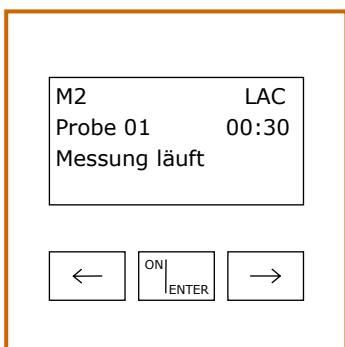 M2 LAC
Probe 01 00:30
Messung läuft
← ON ENTER →